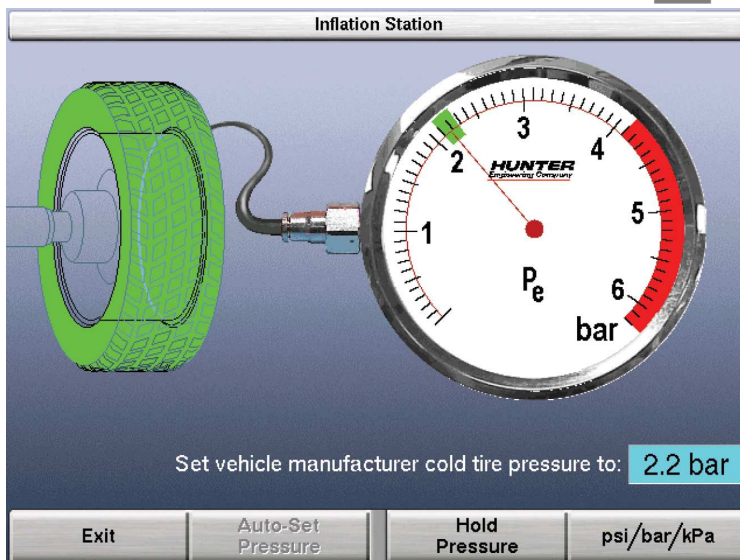 Inflation Station
3
4
2
HUNTER
Engineering Company
5
1
Pe
6
bar
Set vehicle manufacturer cold tire pressure to: 2.2 bar
Exit
Auto-Set
Pressure
Hold
Pressure
psi/bar/kPa